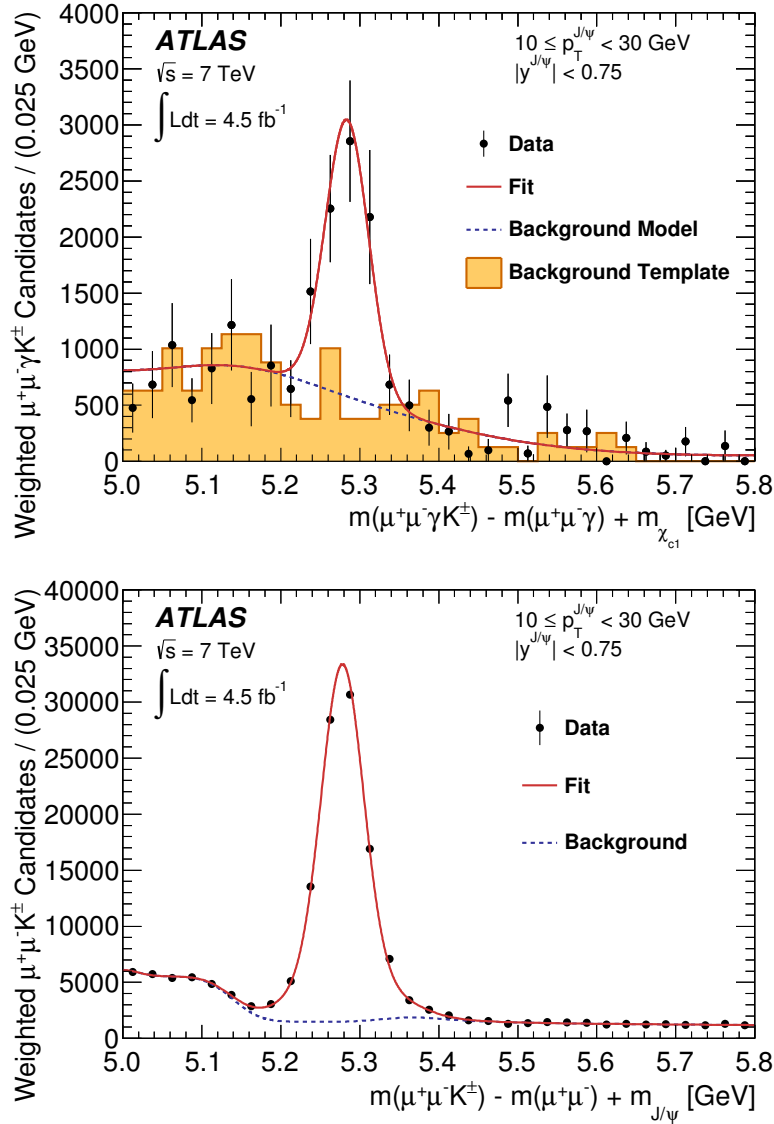 Weighted μ⁺μ⁻γK± Candidates / (0.025 GeV)
4000
3500
3000
2500
2000
1500
1000
500
0
ATLAS
√s = 7 TeV
∫ Ldt = 4.5 fb⁻¹
10 ≤ p_T^{J/ψ} < 30 GeV
|y^{J/ψ}| < 0.75
Data
Fit
Background Model
Background Template
5.0 5.1 5.2 5.3 5.4 5.5 5.6 5.7 5.8
m(μ⁺μ⁻γK±) - m(μ⁺μ⁻γ) + m_{χ_{c1}} [GeV]
Weighted μ⁺μ⁻K± Candidates / (0.025 GeV)
40000
35000
30000
25000
20000
15000
10000
5000
0
ATLAS
√s = 7 TeV
∫ Ldt = 4.5 fb⁻¹
10 ≤ p_T^{J/ψ} < 30 GeV
|y^{J/ψ}| < 0.75
Data
Fit
Background
5.0 5.1 5.2 5.3 5.4 5.5 5.6 5.7 5.8
m(μ⁺μ⁻K±) - m(μ⁺μ⁻) + m_{J/ψ} [GeV]